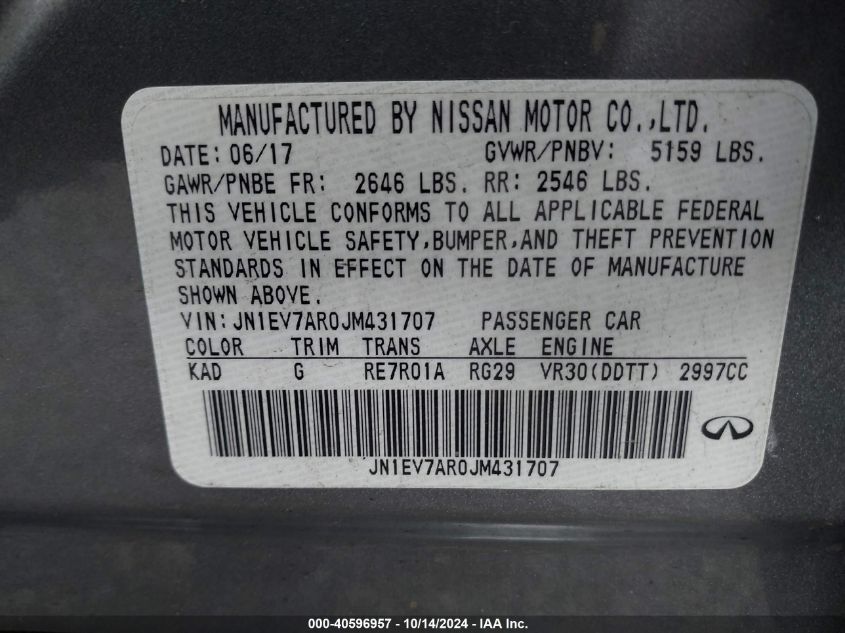 MANUFACTURED BY NISSAN MOTOR CO.,LTD.
DATE: 06/17 GVWR/PNBV: 5159 LBS.
GAWR/PNBE FR: 2646 LBS. RR: 2546 LBS.
THIS VEHICLE CONFORMS TO ALL APPLICABLE FEDERAL
MOTOR VEHICLE SAFETY,BUMPER,AND THEFT PREVENTION
STANDARDS IN EFFECT ON THE DATE OF MANUFACTURE
SHOWN ABOVE.
VIN: JN1EV7AR0JM431707 PASSENGER CAR
COLOR TRIM TRANS AXLE ENGINE
KAD G RE7R01A RG29 VR30(DDTT) 2997CC
JN1EV7AR0JM431707
000-40596957 - 10/14/2024 - IAA Inc.